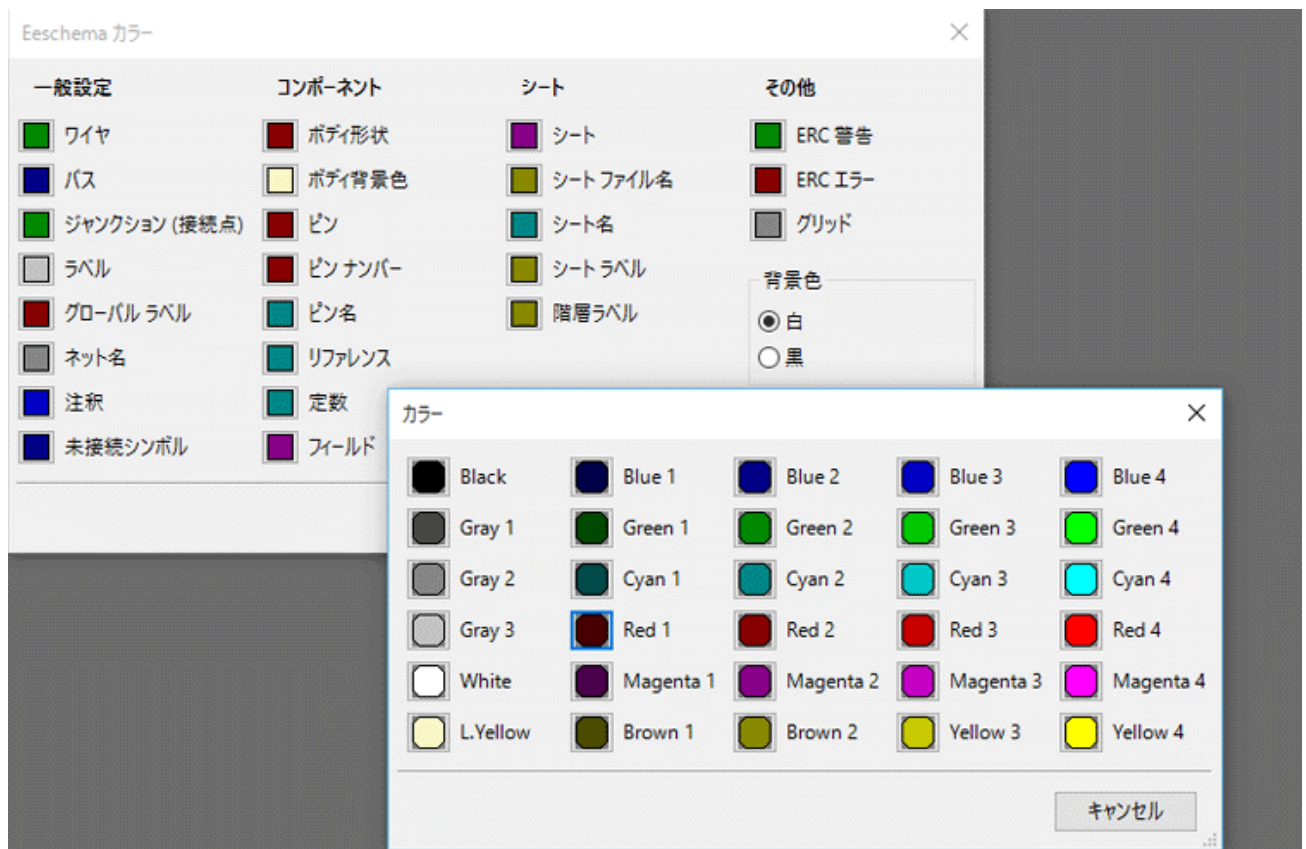 Eeschema カラー
一般設定 コンポーネント シート その他
ワイヤ ボディ形状 シート ERC 警告
バス ボディ背景色 シート ファイル名 ERC エラー
ジャンクション (接続点) ピン シート名 グリッド
ラベル ピン ナンバー シート ラベル
背景色
グローバル ラベル ピン名 階層ラベル 白
ネット名 リファレンス 黒
注釈 定数
未接続シンボル フィールド
カラー
Black Blue 1 Blue 2 Blue 3 Blue 4
Gray 1 Green 1 Green 2 Green 3 Green 4
Gray 2 Cyan 1 Cyan 2 Cyan 3 Cyan 4
Gray 3 Red 1 Red 2 Red 3 Red 4
White Magenta 1 Magenta 2 Magenta 3 Magenta 4
L.Yellow Brown 1 Brown 2 Yellow 3 Yellow 4
キャンセル